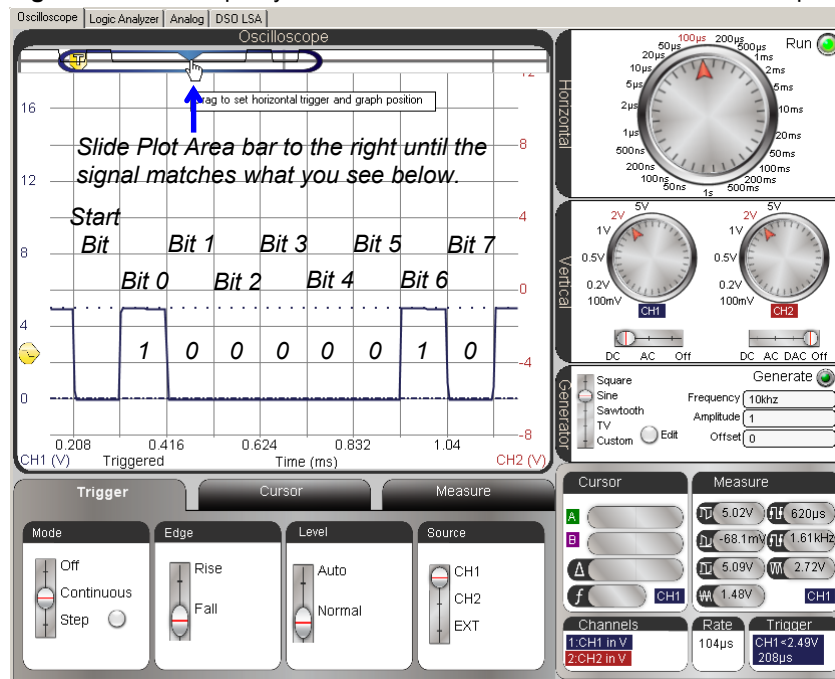 Oscilloscope Logic Analyzer Analog DSO LSA
Oscilloscope
T
Drag to set horizontal trigger and graph position
Slide Plot Area bar to the right until the
signal matches what you see below.
Start
Bit Bit 1 Bit 3 Bit 5 Bit 7
Bit 0 Bit 2 Bit 4 Bit 6
1 0 0 0 0 0 1 0
16
12
8
4
0
8
4
0
-4
-8
0.208 0.416 0.624 0.832 1.04
CH1 (V) Triggered Time (ms) CH2 (V)
Horizontal
Run
50µs 100µs 200µs 500µs
20µs 1ms
10µs 2ms
5µs 5ms
2µs 10ms
1µs 20ms
500ns 50ms
200ns 100ms
100ns 200ms
50ns 1s 500ms
Vertical
5V
2V
1V
0.5V
0.2V
100mV
CH1
DC AC Off
5V
2V
1V
0.5V
0.2V
100mV
CH2
DC AC DAC Off
Generator
Square
Sine
Sawtooth
TV
Custom Edit
Generate
Frequency 10khz
Amplitude 1
Offset 0
Trigger Cursor Measure
Mode
Off
Continuous
Step
Edge
Rise
Fall
Level
Auto
Normal
Source
CH1
CH2
EXT
Cursor
A
B
Δ
f CH1
Measure
5.02V 620µs
-68.1mV 1.61kHz
5.09V 2.72V
1.48V CH1
Channels
1:CH1 in V
2:CH2 in V
Rate
104µs
Trigger
CH1<2.49V
208µs